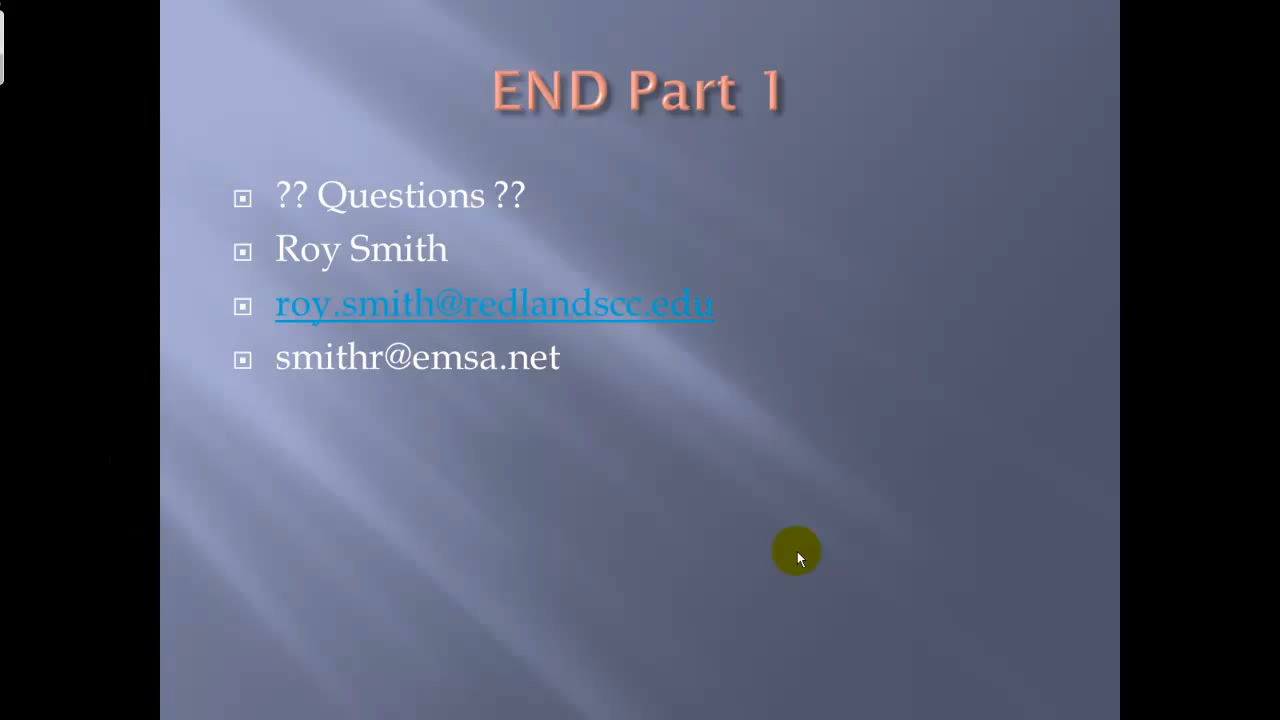 END Part 1
?? Questions ??
Roy Smith
roy.smith@redlandscc.edu
smithr@emsa.net